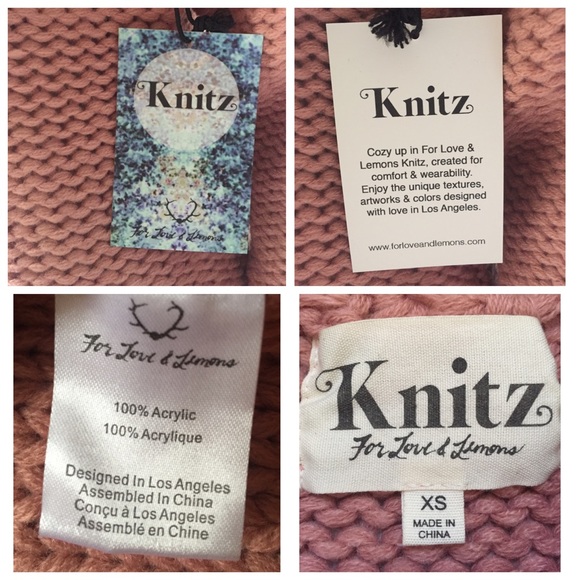 Knitz
For Love & Lemons
Knitz
Cozy up in For Love &
Lemons Knitz, created for
comfort & wearability.
Enjoy the unique textures,
artworks & colors designed
with love in Los Angeles.
www.forloveandlemons.com
For Love & Lemons
100% Acrylic
100% Acrylique
Designed In Los Angeles
Assembled In China
Conçu à Los Angeles
Assemblé en Chine
Knitz
For Love & Lemons
XS
MADE IN
CHINA